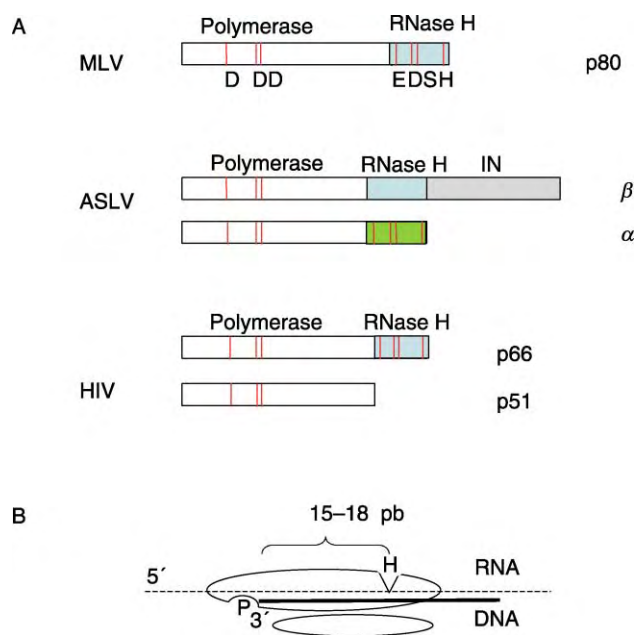 A
Polymerase RNase H
MLV p80
D DD EDSH
Polymerase RNase H IN
ASLV β
α
Polymerase RNase H
p66
HIV p51
B
15–18 pb
H
5′ RNA
P 3′ DNA